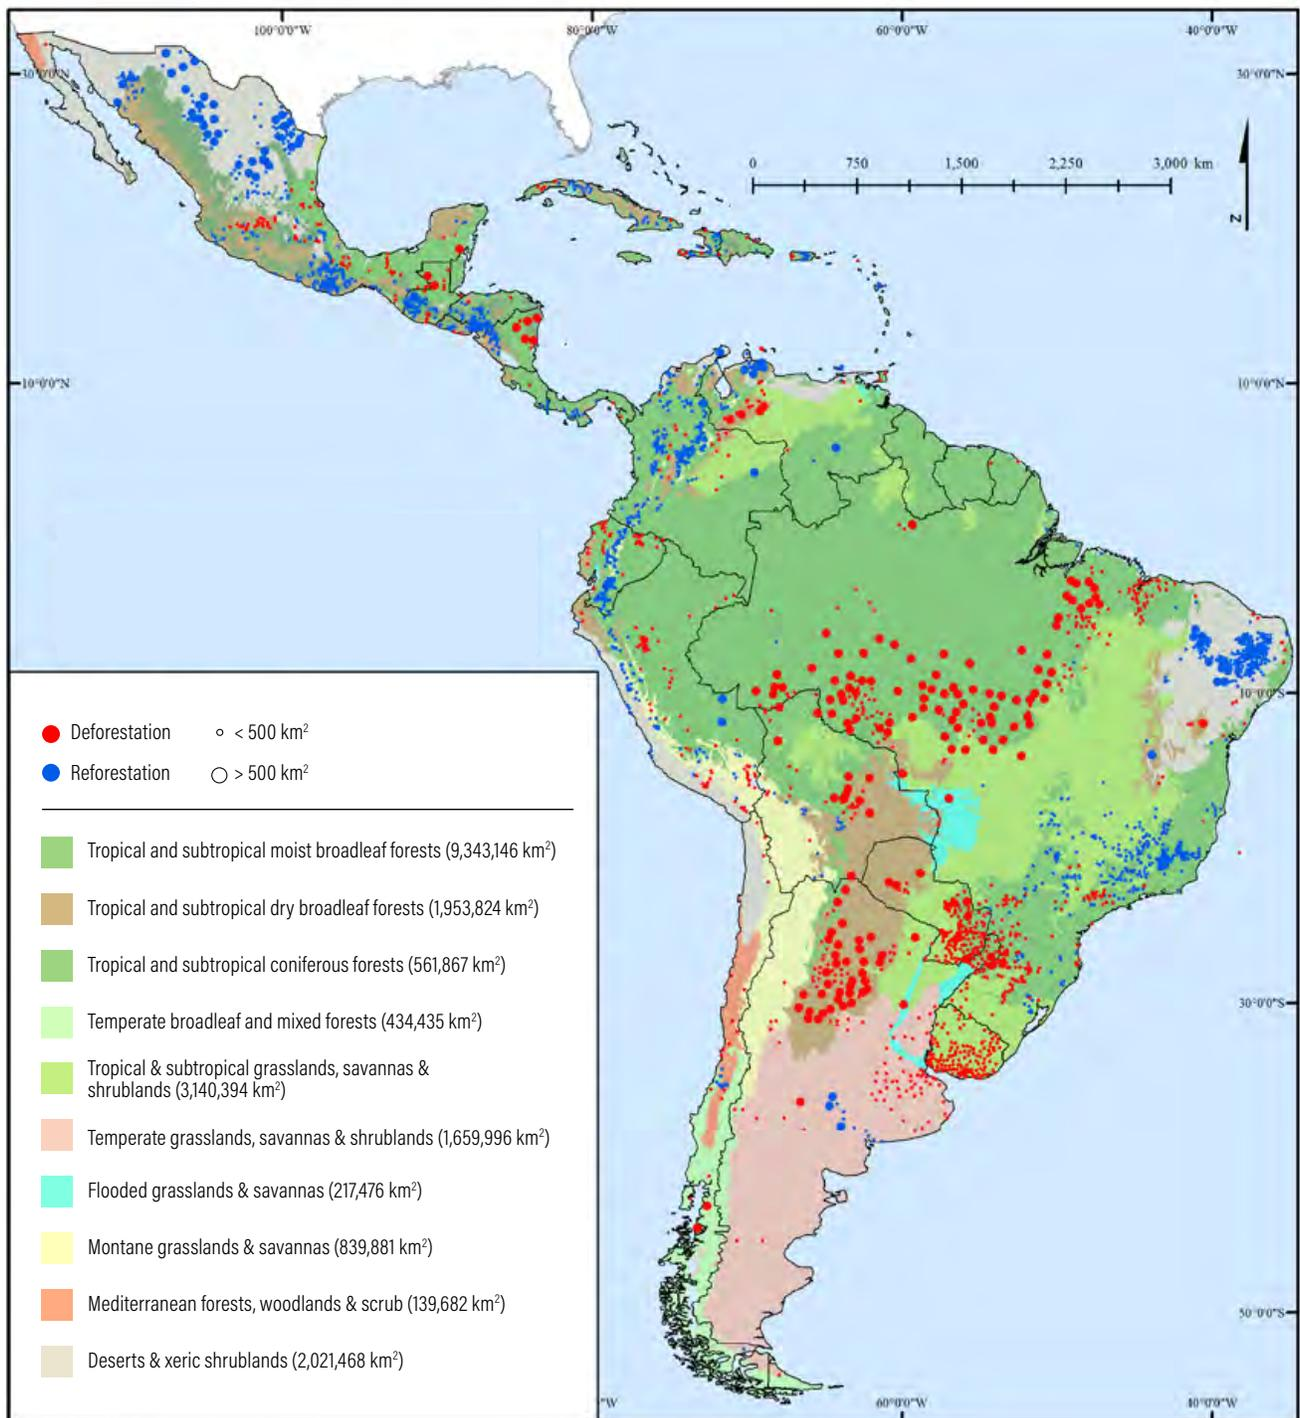 100°0'0"W
80°0'0"W
60°0'0"W
40°0'0"W
30°0'0"N
30°0'0"N
0 750 1,500 2,250 3,000 km
N
10°0'0"N
10°0'0"N
10°0'0"S
30°0'0"S
50°0'0"S
Deforestation < 500 km²
Reforestation > 500 km²
Tropical and subtropical moist broadleaf forests (9,343,146 km²)
Tropical and subtropical dry broadleaf forests (1,953,824 km²)
Tropical and subtropical coniferous forests (561,867 km²)
Temperate broadleaf and mixed forests (434,435 km²)
Tropical & subtropical grasslands, savannas &
shrublands (3,140,394 km²)
Temperate grasslands, savannas & shrublands (1,659,996 km²)
Flooded grasslands & savannas (217,476 km²)
Montane grasslands & savannas (839,881 km²)
Mediterranean forests, woodlands & scrub (139,682 km²)
Deserts & xeric shrublands (2,021,468 km²)
"W
60°0'0"W
40°0'0"W